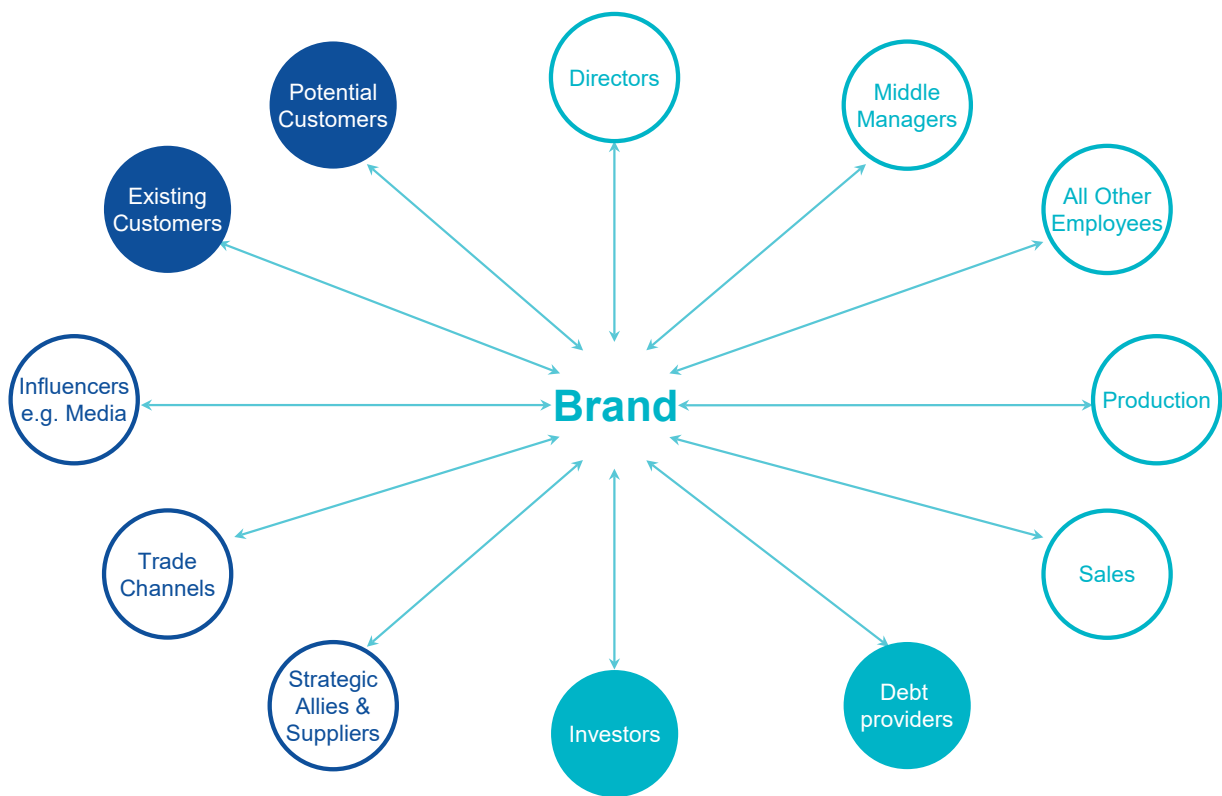 Directors
Potential
Customers
Middle
Managers
Existing
Customers
All Other
Employees
Influencers
e.g. Media
Brand
Production
Trade
Channels
Sales
Strategic
Allies &
Suppliers
Investors
Debt
providers